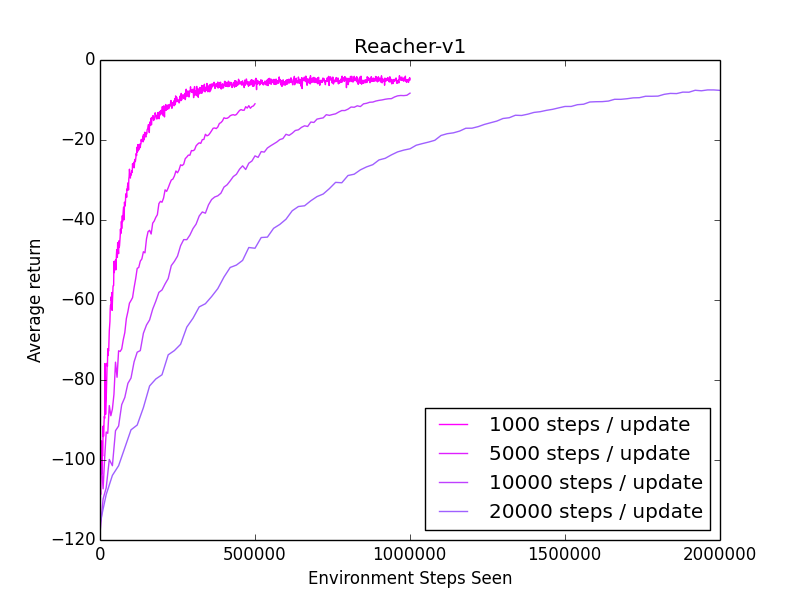 Reacher-v1
0
−20
−40
−60
−80
−100
−120
Average return
0
500000
1000000
1500000
2000000
Environment Steps Seen
1000 steps / update
5000 steps / update
10000 steps / update
20000 steps / update